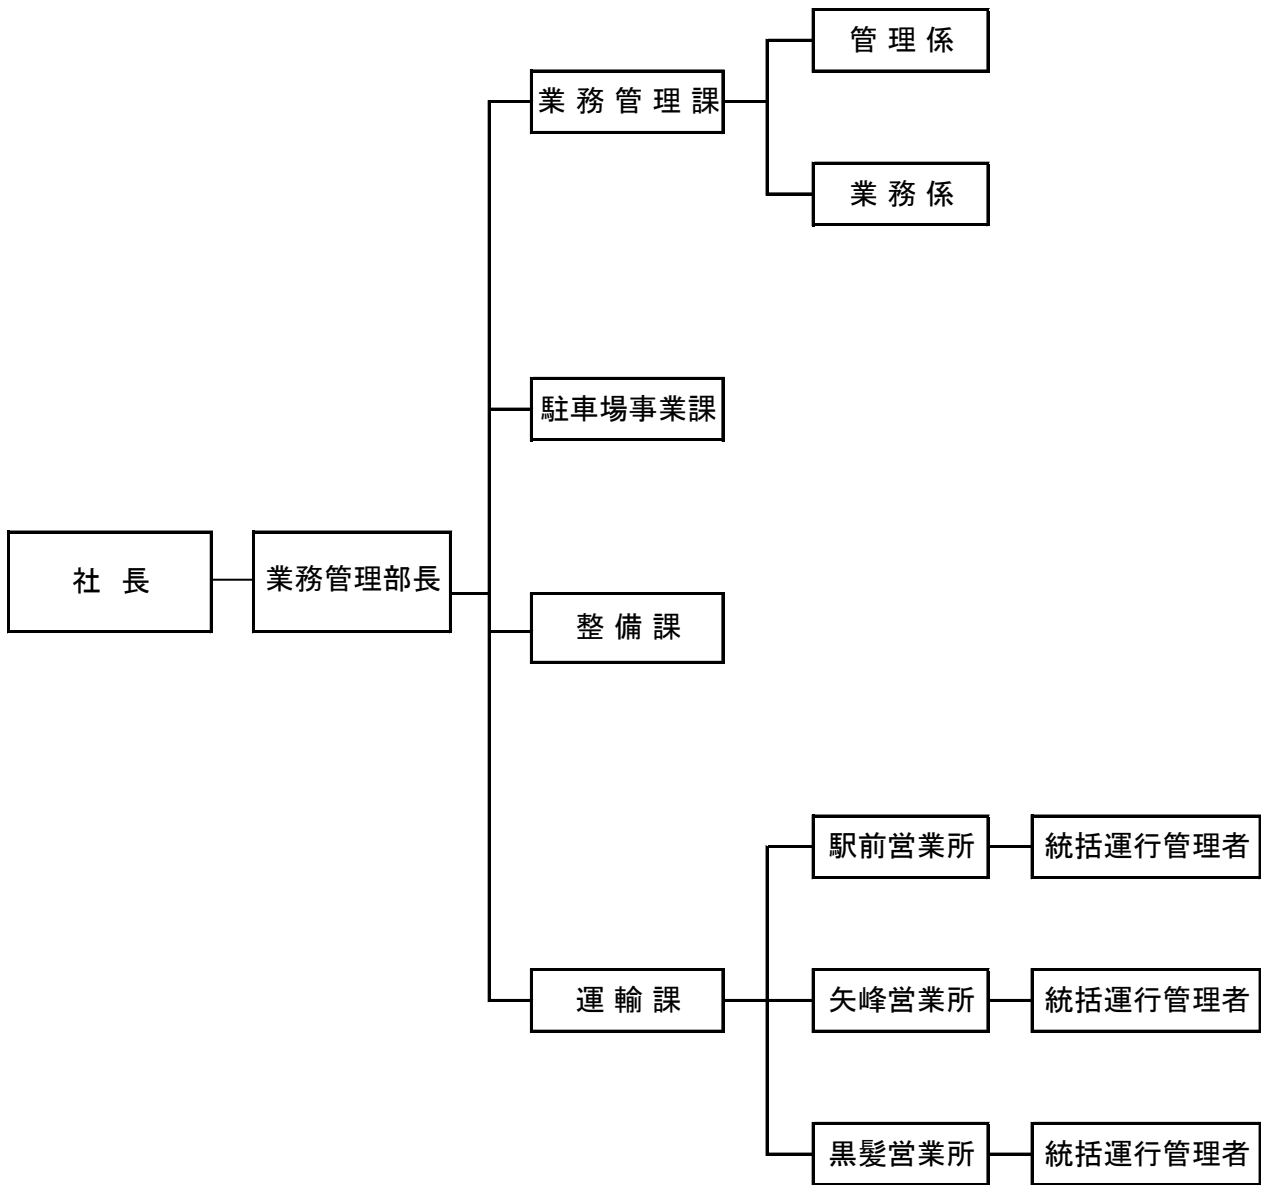 管理係
業務管理課
業務係
駐車場事業課
社長
業務管理部長
整備課
駅前営業所
統括運行管理者
運輸課
矢峰営業所
統括運行管理者
黒髪営業所
統括運行管理者